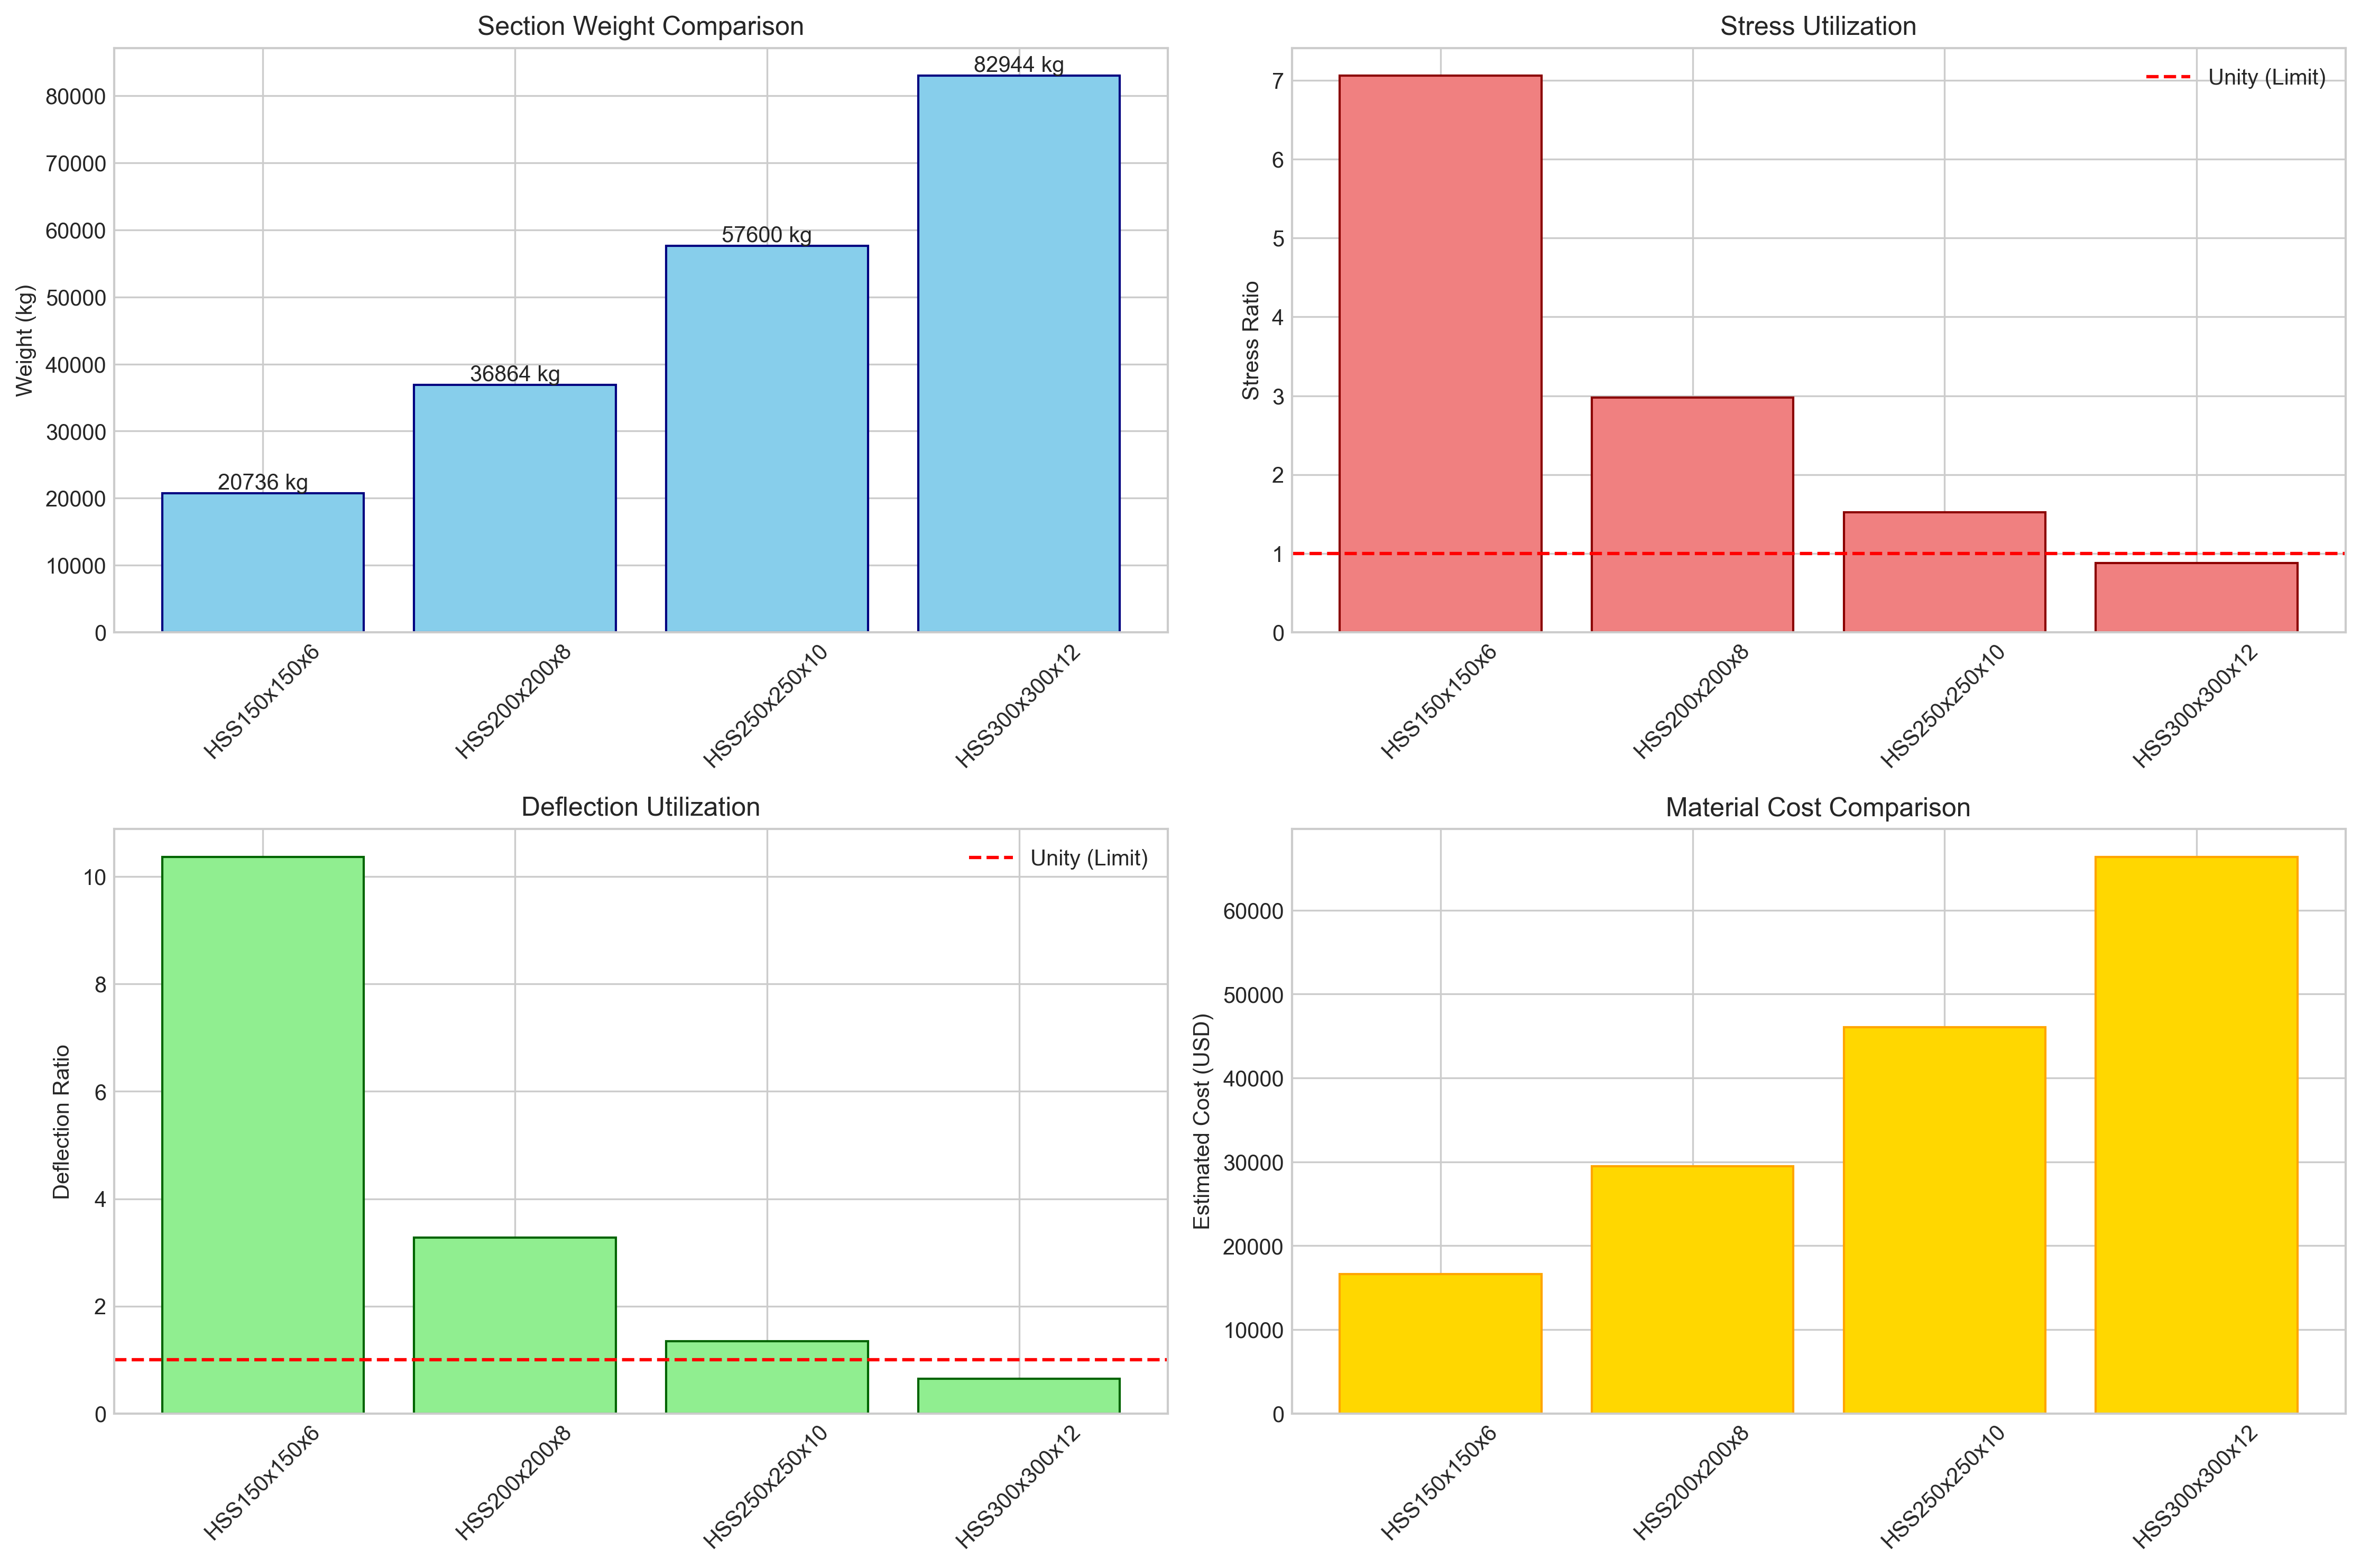 Section Weight Comparison
Weight (kg)
80000
70000
60000
50000
40000
30000
20000
10000
0
20736 kg
36864 kg
57600 kg
82944 kg
HSS150x150x6
HSS200x200x8
HSS250x250x10
HSS300x300x12
Stress Utilization
Stress Ratio
7
6
5
4
3
2
1
0
Unity (Limit)
HSS150x150x6
HSS200x200x8
HSS250x250x10
HSS300x300x12
Deflection Utilization
Deflection Ratio
10
8
6
4
2
0
Unity (Limit)
HSS150x150x6
HSS200x200x8
HSS250x250x10
HSS300x300x12
Material Cost Comparison
Estimated Cost (USD)
60000
50000
40000
30000
20000
10000
0
HSS150x150x6
HSS200x200x8
HSS250x250x10
HSS300x300x12